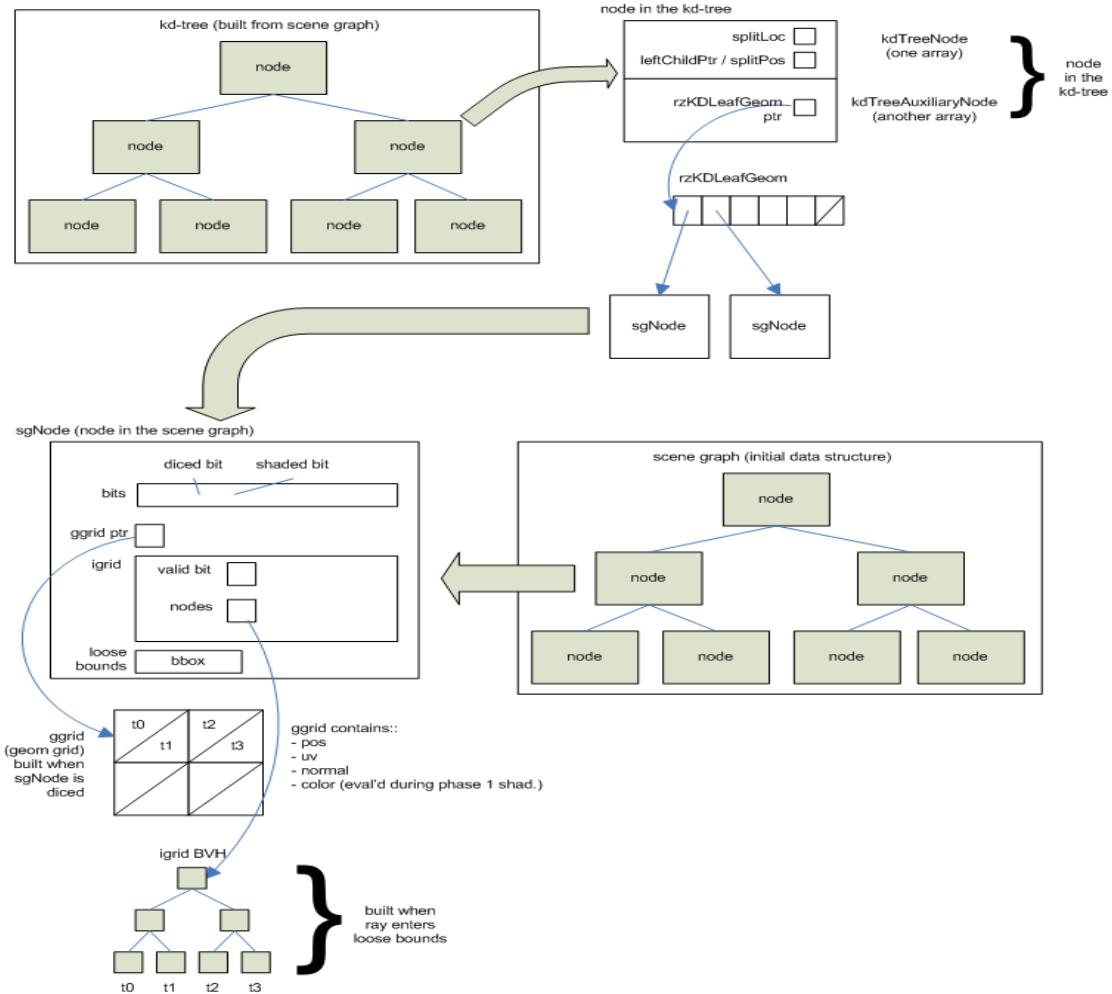 kd-tree (built from scene graph)
node
node
node
node
node
node
node
node in the kd-tree
splitLoc
leftChildPtr / splitPos
rzKDLeafGeom
ptr
kdTreeNode
(one array)
kdTreeAuxiliaryNode
(another array)
node
in the
kd-tree
rzKDLeafGeom
sgNode
sgNode
sgNode (node in the scene graph)
diced bit
shaded bit
bits
ggrid ptr
igrid
valid bit
nodes
loose
bounds
bbox
scene graph (initial data structure)
node
node
node
node
node
node
node
ggrid
(geom grid)
built when
sgNode is
diced
t0
t1
t2
t3
ggrid contains::
- pos
- uv
- normal
- color (eval'd during phase 1 shad.)
igrid BVH
t0
t1
t2
t3
built when
ray enters
loose bounds